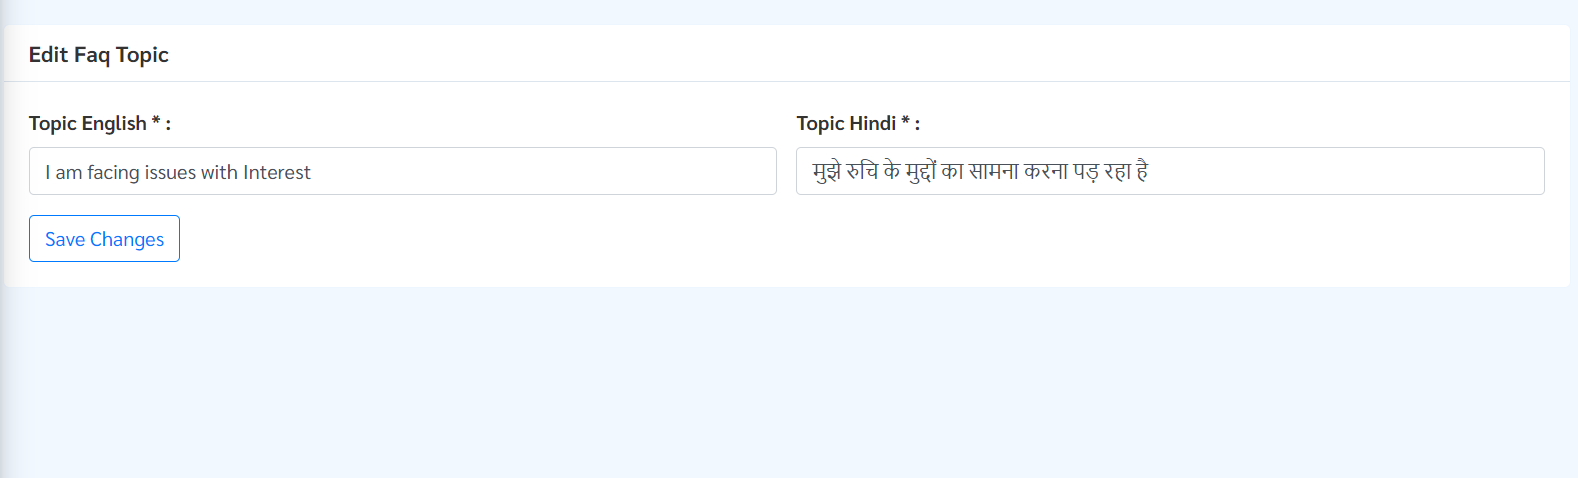 Edit Faq Topic
Topic English * :
I am facing issues with Interest
Topic Hindi * :
मुझे रुचि के मुद्दों का सामना करना पड़ रहा है
Save Changes